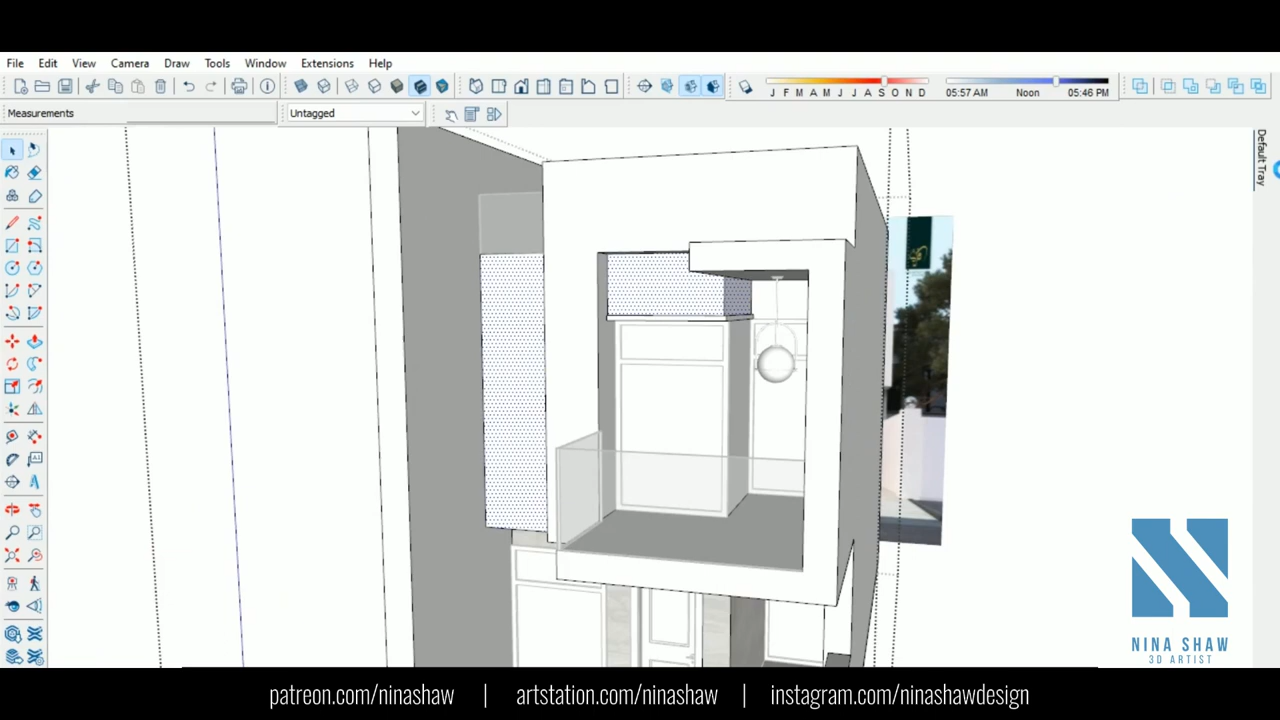 File Edit View Camera Draw Tools Window Extensions Help
J F M A M J J A S O N D
05:57 AM Noon 05:46 PM
Measurements
Untagged
Default Tray
NINA SHAW
3D ARTIST
patreon.com/ninashaw | artstation.com/ninashaw | instagram.com/ninashawdesign